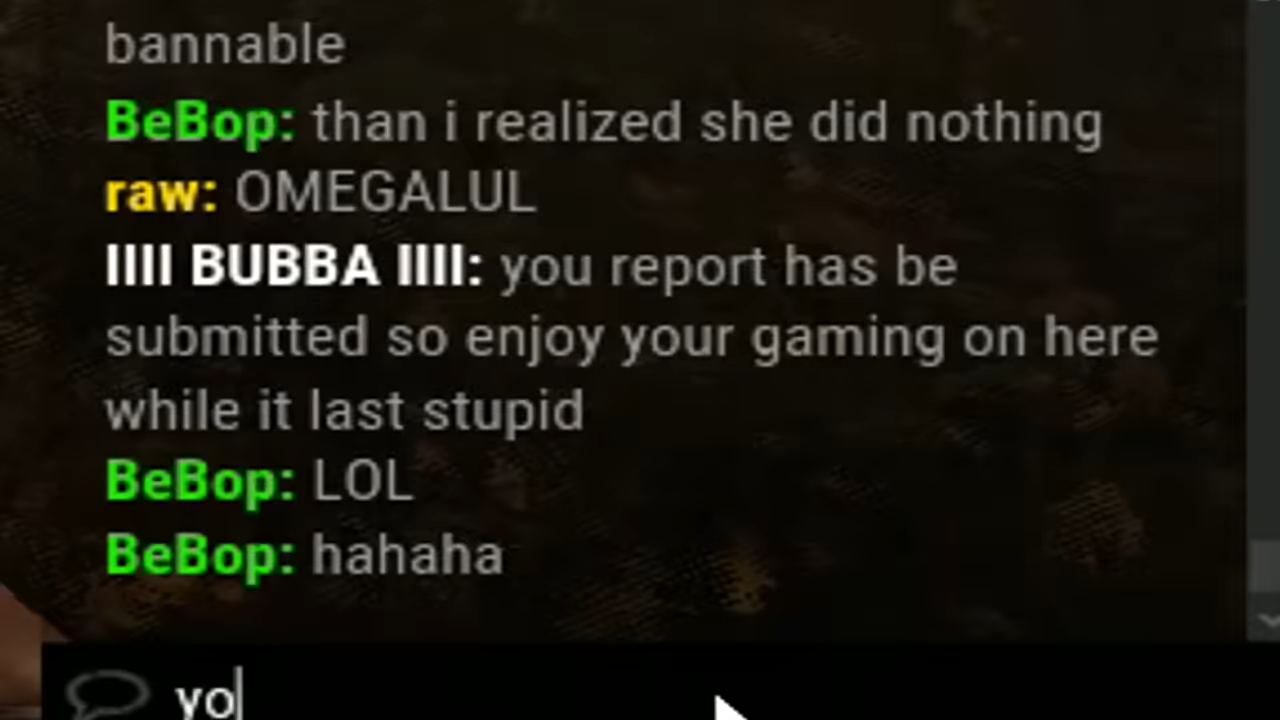 bannable
BeBop: than i realized she did nothing
raw: OMEGALUL
IIII BUBBA IIII: you report has be
submitted so enjoy your gaming on here
while it last stupid
BeBop: LOL
BeBop: hahaha
yo